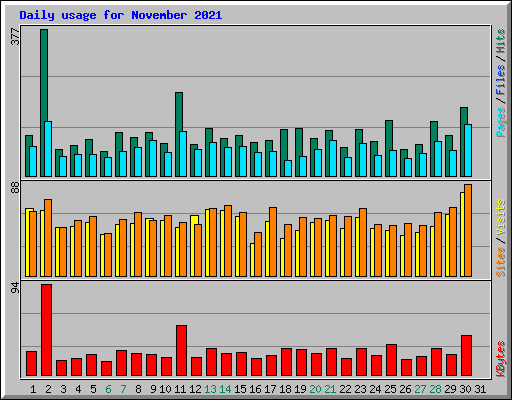 Daily usage for November 2021
377
Pages / Files / Hits
88
Sites / Visits
94
KBytes
1 2 3 4 5 6 7 8 9 10 11 12 13 14 15 16 17 18 19 20 21 22 23 24 25 26 27 28 29 30 31